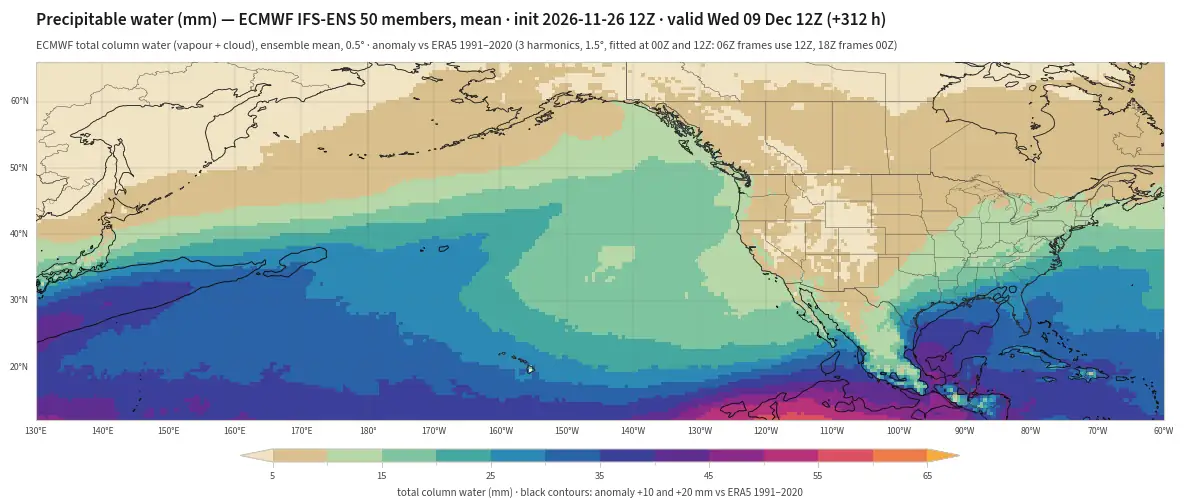 Precipitable water (mm) — ECMWF IFS-ENS 50 members, mean · init 2026-11-26 12Z · valid Wed 09 Dec 12Z (+312 h)
ECMWF total column water (vapour + cloud), ensemble mean, 0.5° · anomaly vs ERA5 1991–2020 (3 harmonics, 1.5°, fitted at 00Z and 12Z: 06Z frames use 12Z, 18Z frames 00Z)
60°N
50°N
40°N
30°N
20°N
130°E 140°E 150°E 160°E 170°E 180° 170°W 160°W 150°W 140°W 130°W 120°W 110°W 100°W 90°W 80°W 70°W 60°W
5 15 25 35 45 55 65
total column water (mm) · black contours: anomaly +10 and +20 mm vs ERA5 1991–2020